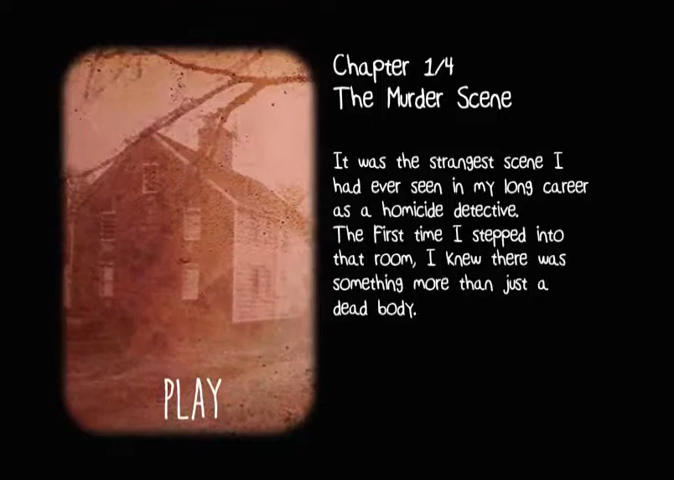 Chapter 1/4
The Murder Scene
It was the strangest scene I
had ever seen in my long career
as a homicide detective.
The First time I stepped into
that room, I knew there was
something more than just a
dead body.
PLAY